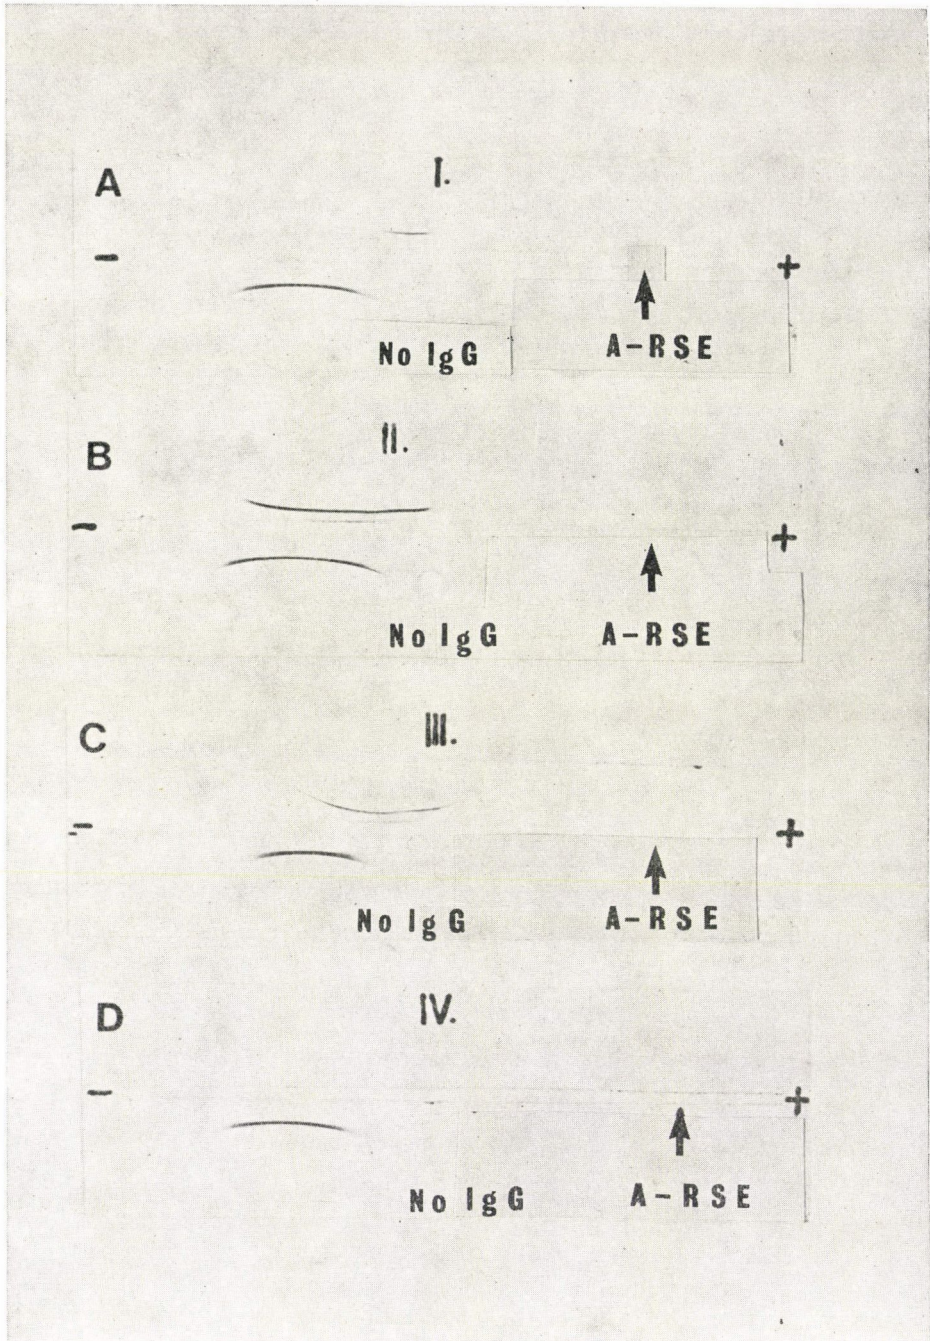 A I.
− +
No IgG A-RSE
B II.
− +
No IgG A-RSE
C III.
− +
No IgG A-RSE
D IV.
− +
No IgG A-RSE